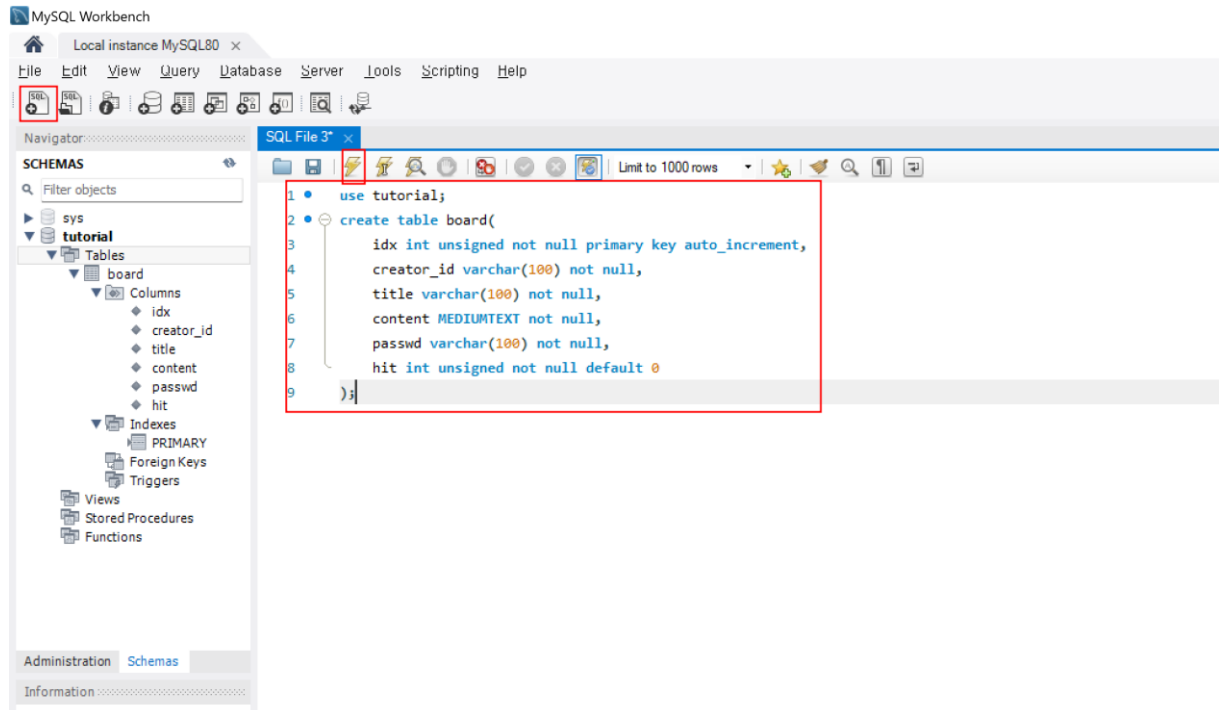 MySQL Workbench
Local instance MySQL80 ×
File Edit View Query Database Server Tools Scripting Help
SQL SQL
Navigator
SCHEMAS
Filter objects
sys
tutorial
Tables
board
Columns
idx
creator_id
title
content
passwd
hit
Indexes
PRIMARY
Foreign Keys
Triggers
Views
Stored Procedures
Functions
Administration Schemas
Information
SQL File 3* ×
Limit to 1000 rows
1 use tutorial;
2 create table board(
3 idx int unsigned not null primary key auto_increment,
4 creator_id varchar(100) not null,
5 title varchar(100) not null,
6 content MEDIUMTEXT not null,
7 passwd varchar(100) not null,
8 hit int unsigned not null default 0
9 );